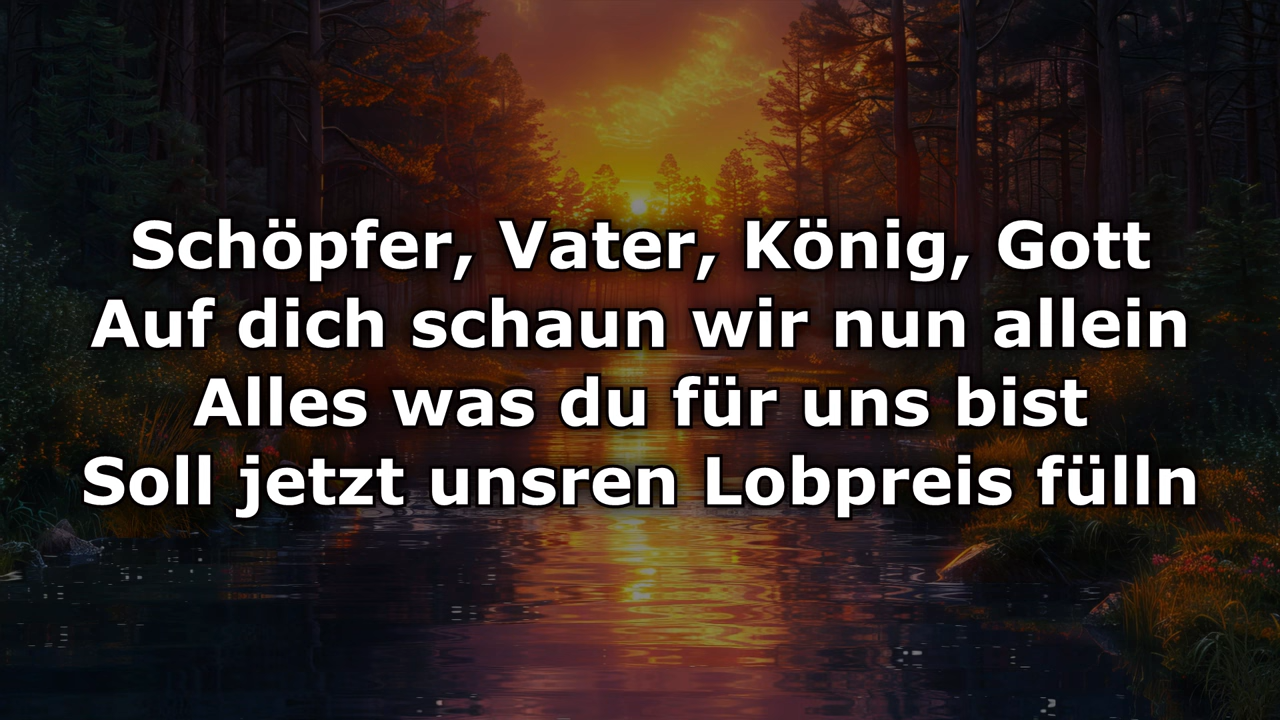 Schöpfer, Vater, König, Gott
Auf dich schaun wir nun allein
Alles was du für uns bist
Soll jetzt unsren Lobpreis fülln